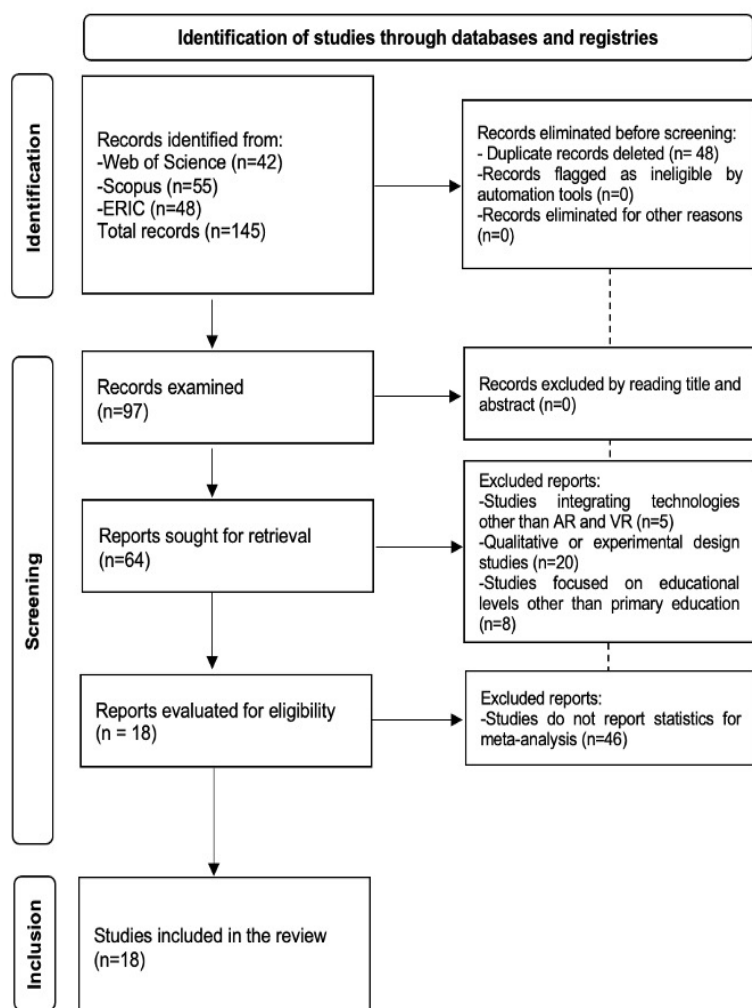 Identification of studies through databases and registries
Identification
Records identified from:
-Web of Science (n=42)
-Scopus (n=55)
-ERIC (n=48)
Total records (n=145)
Records eliminated before screening:
- Duplicate records deleted (n= 48)
-Records flagged as ineligible by
automation tools (n=0)
-Records eliminated for other reasons
(n=0)
Screening
Records examined
(n=97)
Records excluded by reading title and
abstract (n=0)
Reports sought for retrieval
(n=64)
Excluded reports:
-Studies integrating technologies
other than AR and VR (n=5)
-Qualitative or experimental design
studies (n=20)
-Studies focused on educational
levels other than primary education
(n=8)
Reports evaluated for eligibility
(n = 18)
Excluded reports:
-Studies do not report statistics for
meta-analysis (n=46)
Inclusion
Studies included in the review
(n=18)